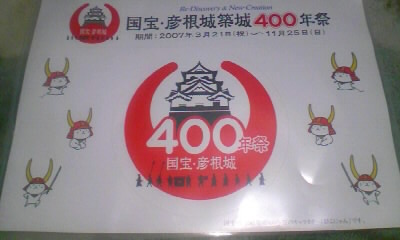 Re-Discovery & New Creation
国宝・彦根城築城400年祭
期間：2007年3月21日(祝)〜11月25日(日)
400年祭
国宝・彦根城